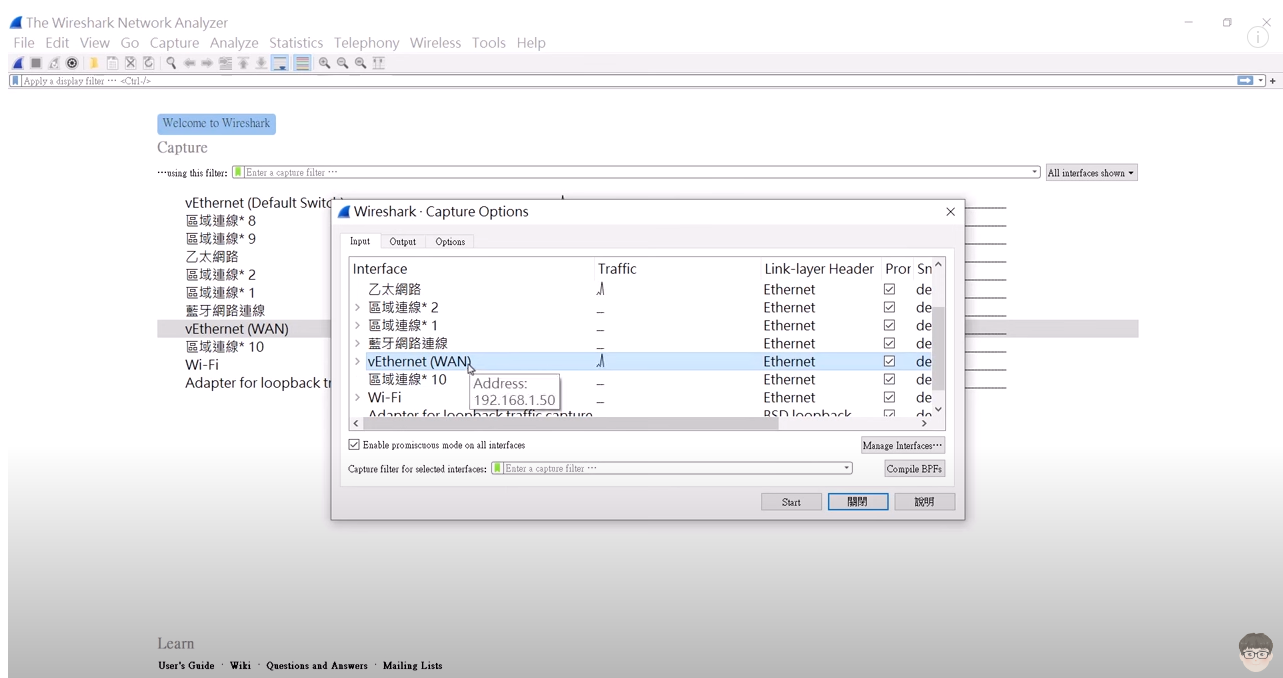 The Wireshark Network Analyzer
File Edit View Go Capture Analyze Statistics Telephony Wireless Tools Help
Apply a display filter ··· <Ctrl-/>
Welcome to Wireshark
Capture
···using this filter: Enter a capture filter ··· All interfaces shown
vEthernet (Default Switch)
區域連線* 8
區域連線* 9
乙太網路
區域連線* 2
區域連線* 1
藍牙網路連線
vEthernet (WAN)
區域連線* 10
Wi-Fi
Adapter for loopback tr
Wireshark · Capture Options
Input Output Options
Interface Traffic Link-layer Header Pror Sn
乙太網路 Ethernet de
區域連線* 2 Ethernet de
區域連線* 1 Ethernet de
藍牙網路連線 Ethernet de
vEthernet (WAN) Ethernet de
區域連線* 10 Ethernet de
Wi-Fi Ethernet de
Adapter for loopback traffic capture BSD loopback de
Address:
192.168.1.50
Enable promiscuous mode on all interfaces Manage Interfaces···
Capture filter for selected interfaces: Enter a capture filter ··· Compile BPFs
Start 關閉 說明
Learn
User's Guide · Wiki · Questions and Answers · Mailing Lists